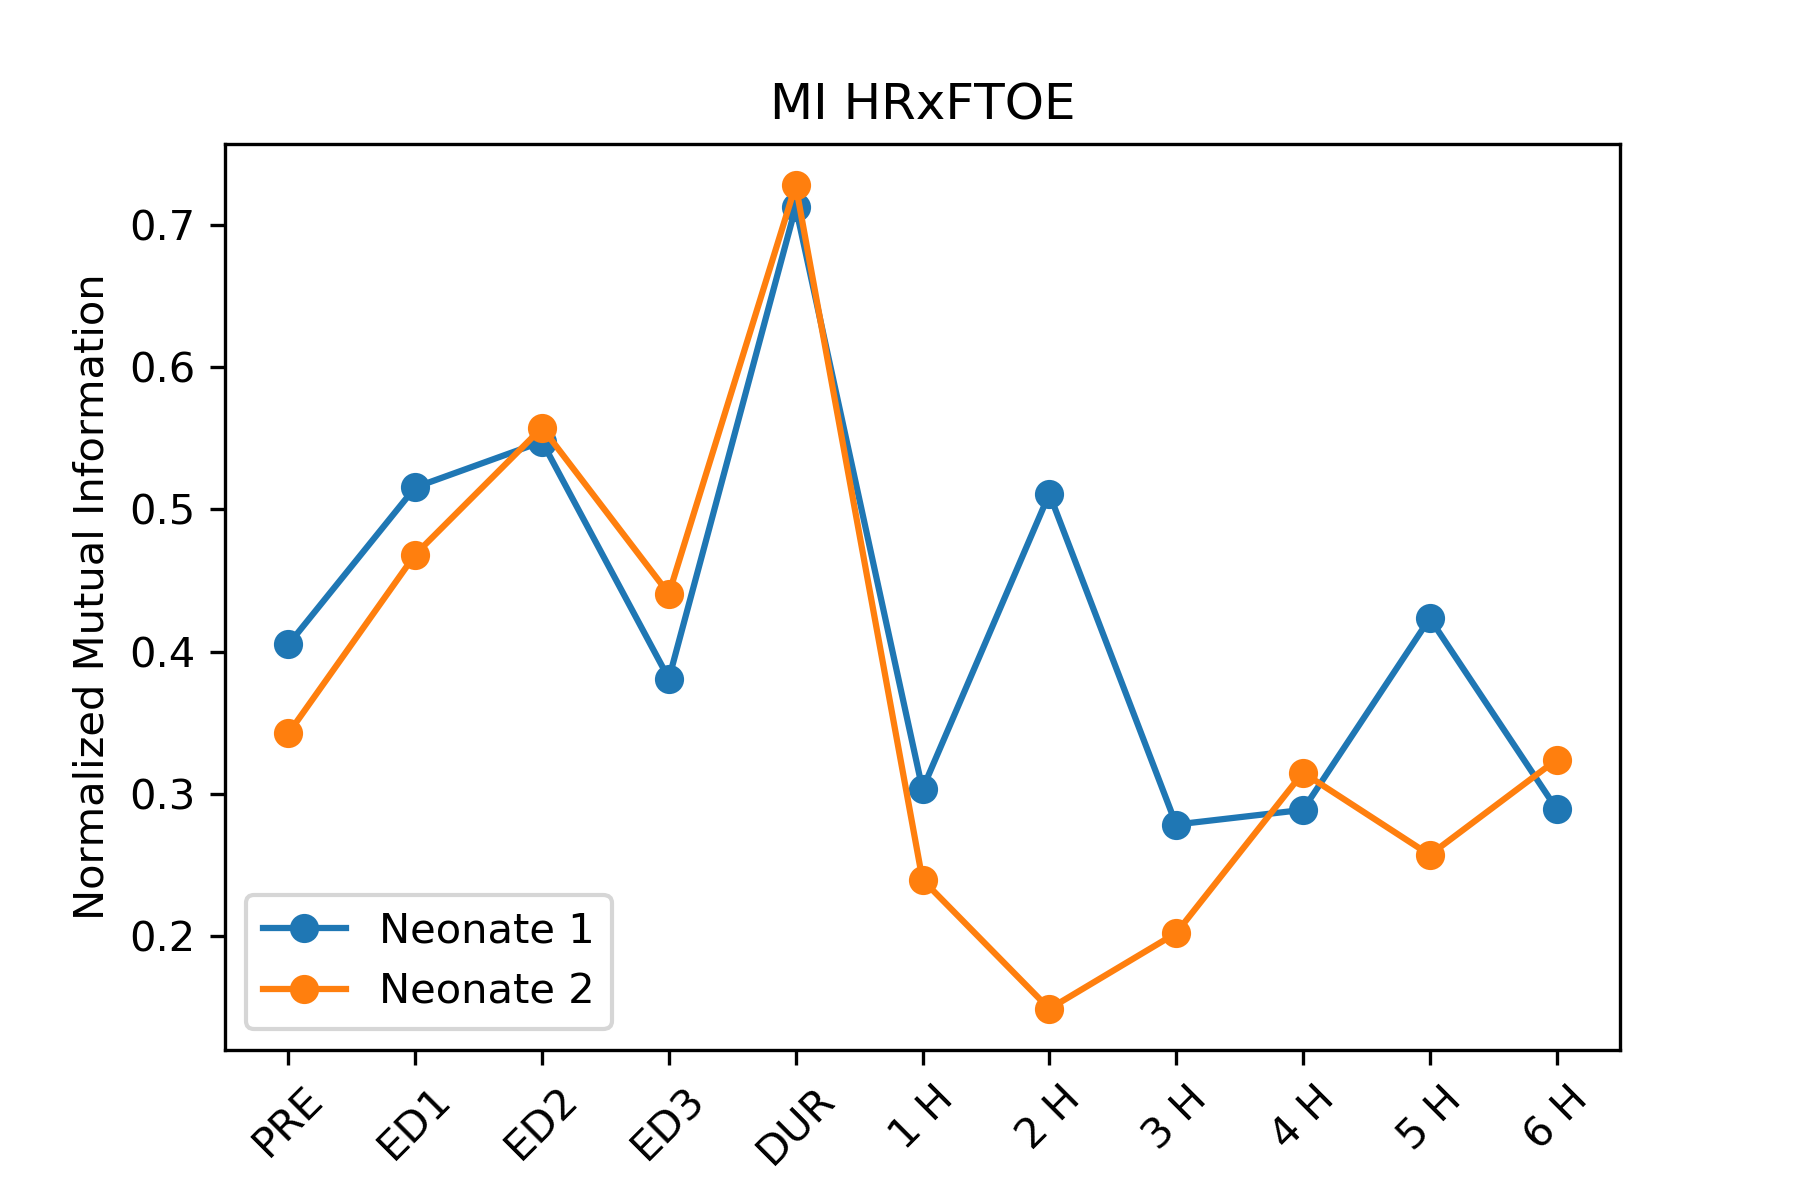 MI HRxFTOE
Normalized Mutual Information
0.7
0.6
0.5
0.4
0.3
0.2
Neonate 1
Neonate 2
PRE
ED1
ED2
ED3
DUR
1 H
2 H
3 H
4 H
5 H
6 H